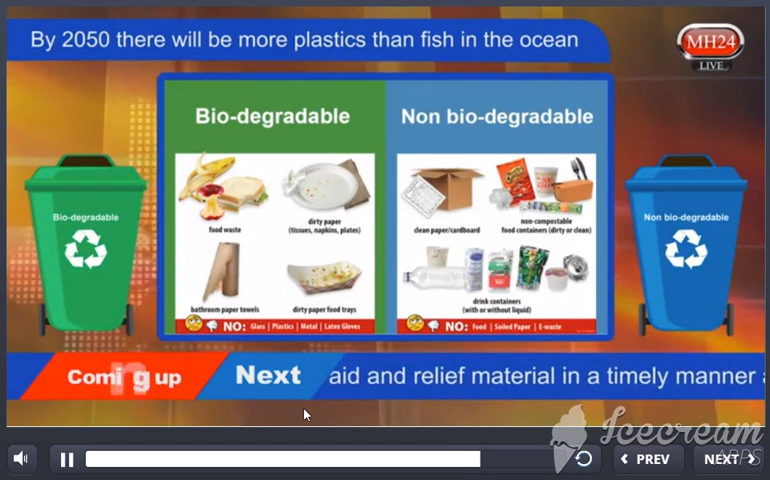 By 2050 there will be more plastics than fish in the ocean
MH24
LIVE
Bio-degradable
Non bio-degradable
Bio-degradable
food waste
dirty paper
(tissues, napkins, plates)
bathroom paper towels
dirty paper food trays
NO: Glass | Plastics | Metal | Latex Gloves
clean paper/cardboard
non-compostable
food containers (dirty or clean)
drink containers
(with or without liquid)
NO: Food | Soiled Paper | E-waste
Non bio-degradable
Coming up
Next
aid and relief material in a timely manner
Icecream
APPS
PREV
NEXT